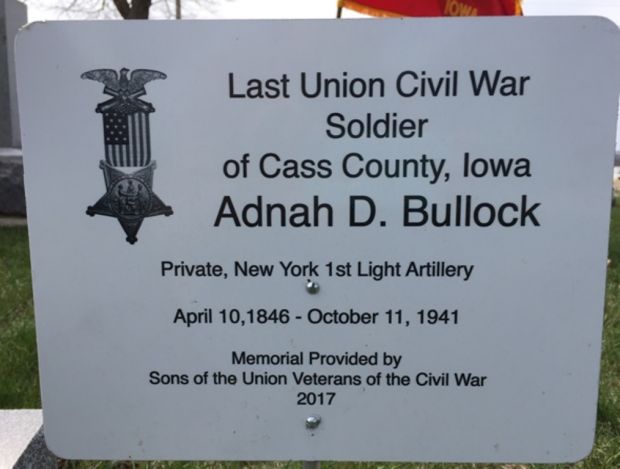 IOWA
Last Union Civil War
Soldier
of Cass County, Iowa
Adnah D. Bullock
Private, New York 1st Light Artillery
April 10,1846 - October 11, 1941
Memorial Provided by
Sons of the Union Veterans of the Civil War
2017